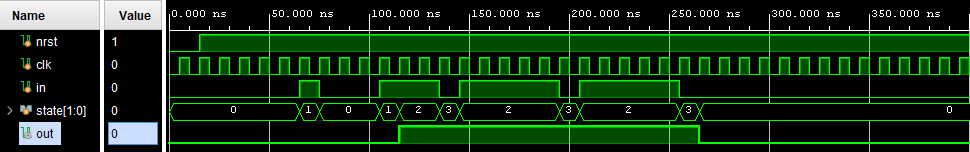 Name Value 0.000 ns 50.000 ns 100.000 ns 150.000 ns 200.000 ns 250.000 ns 300.000 ns 350.000 ns
nrst 1
clk 0
in 0
state[1:0] 0 0 1 0 1 2 3 2 3 2 3 0
out 0